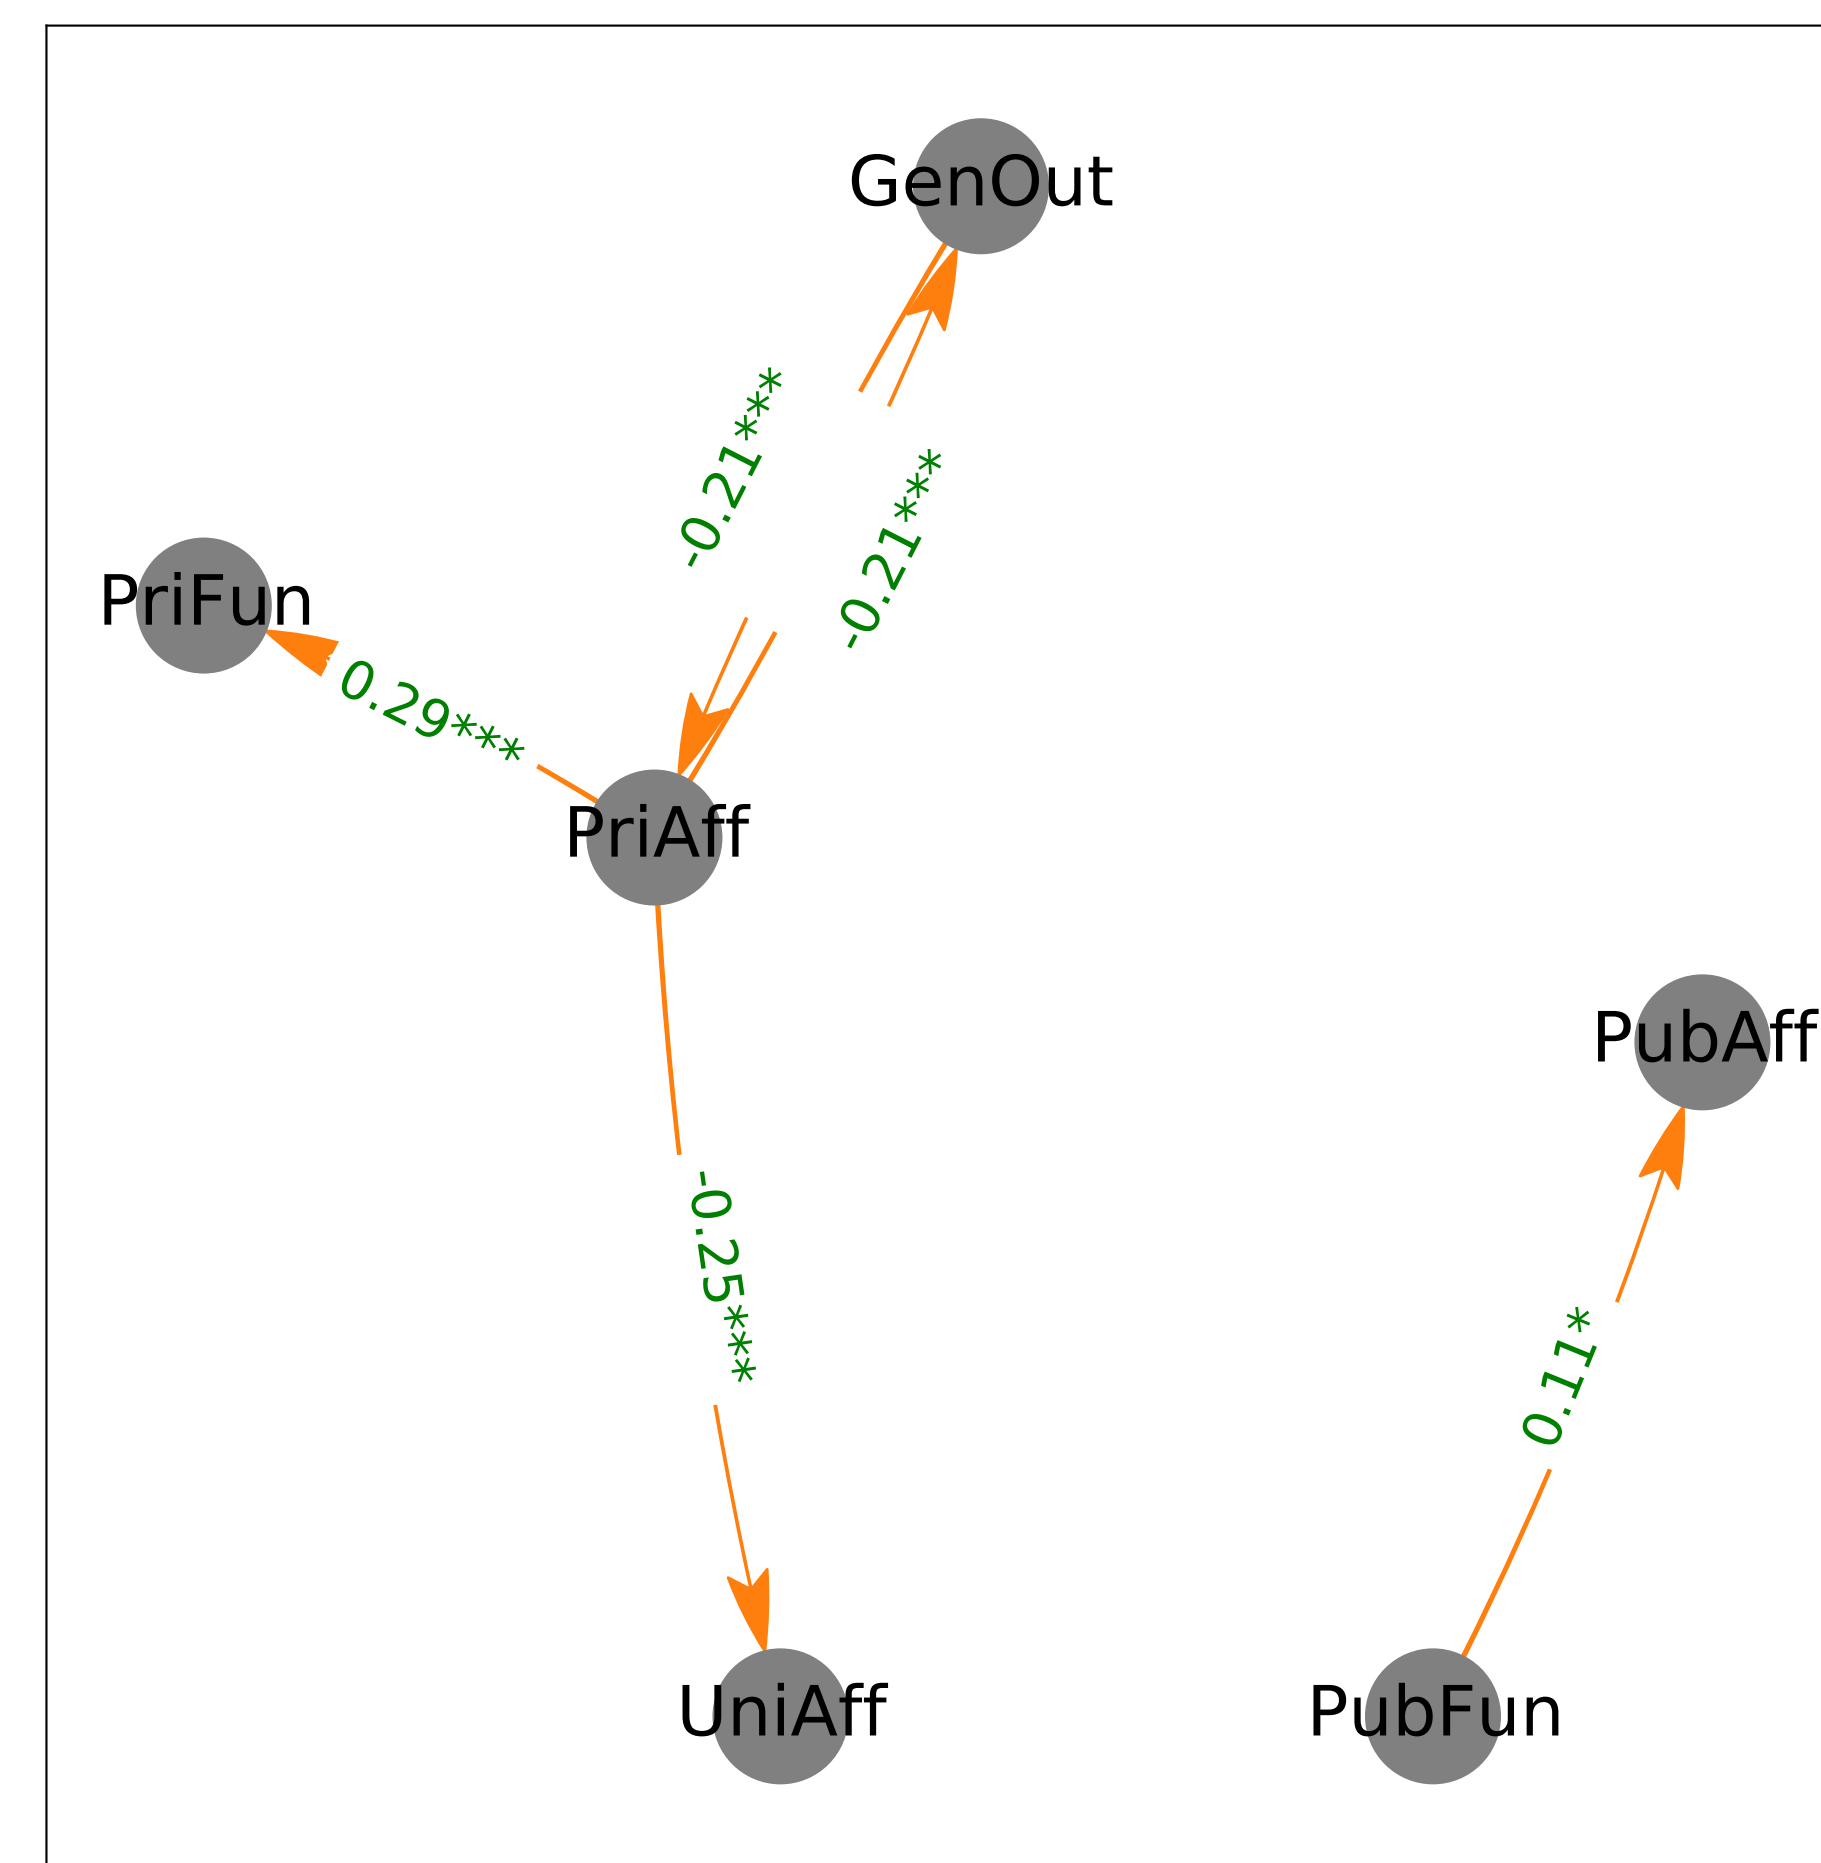 GenOut
-0.21***
-0.21***
PriFun
0.29***
PriAff
PubAff
-0.25***
0.11*
UniAff
PubFun